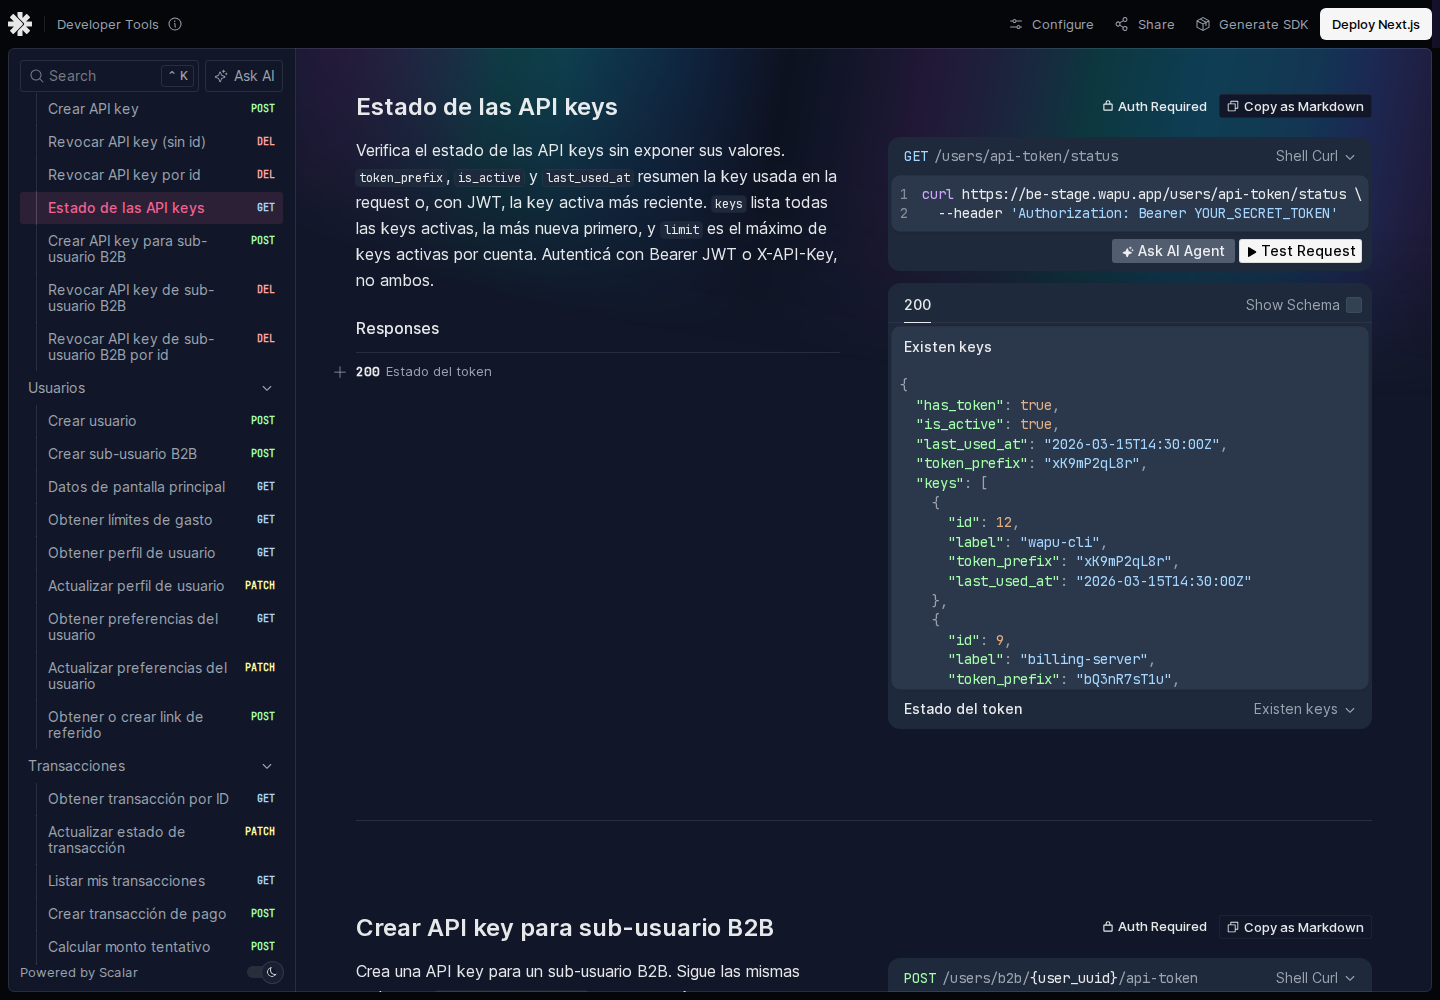 Developer Tools
Configure
Share
Generate SDK
Deploy Next.js
Search
⌃ K
Ask AI
Crear API key POST
Revocar API key (sin id) DEL
Revocar API key por id DEL
Estado de las API keys GET
Crear API key para sub- POST
usuario B2B
Revocar API key de sub- DEL
usuario B2B
Revocar API key de sub- DEL
usuario B2B por id
Usuarios
Crear usuario POST
Crear sub-usuario B2B POST
Datos de pantalla principal GET
Obtener límites de gasto GET
Obtener perfil de usuario GET
Actualizar perfil de usuario PATCH
Obtener preferencias del GET
usuario
Actualizar preferencias del PATCH
usuario
Obtener o crear link de POST
referido
Transacciones
Obtener transacción por ID GET
Actualizar estado de PATCH
transacción
Listar mis transacciones GET
Crear transacción de pago POST
Calcular monto tentativo POST
Powered by Scalar
Estado de las API keys
Auth Required
Copy as Markdown
Verifica el estado de las API keys sin exponer sus valores.
token_prefix, is_active y last_used_at resumen la key usada en la
request o, con JWT, la key activa más reciente. keys lista todas
las keys activas, la más nueva primero, y limit es el máximo de
keys activas por cuenta. Autenticá con Bearer JWT o X-API-Key,
no ambos.
Responses
200 Estado del token
GET /users/api-token/status
Shell Curl
1 curl https://be-stage.wapu.app/users/api-token/status \
2 --header 'Authorization: Bearer YOUR_SECRET_TOKEN'
Ask AI Agent
Test Request
200
Show Schema
Existen keys
{
"has_token": true,
"is_active": true,
"last_used_at": "2026-03-15T14:30:00Z",
"token_prefix": "xK9mP2qL8r",
"keys": [
{
"id": 12,
"label": "wapu-cli",
"token_prefix": "xK9mP2qL8r",
"last_used_at": "2026-03-15T14:30:00Z"
},
{
"id": 9,
"label": "billing-server",
"token_prefix": "bQ3nR7sT1u",
Estado del token
Existen keys
Crear API key para sub-usuario B2B
Auth Required
Copy as Markdown
Crea una API key para un sub-usuario B2B. Sigue las mismas
POST /users/b2b/{user_uuid}/api-token
Shell Curl